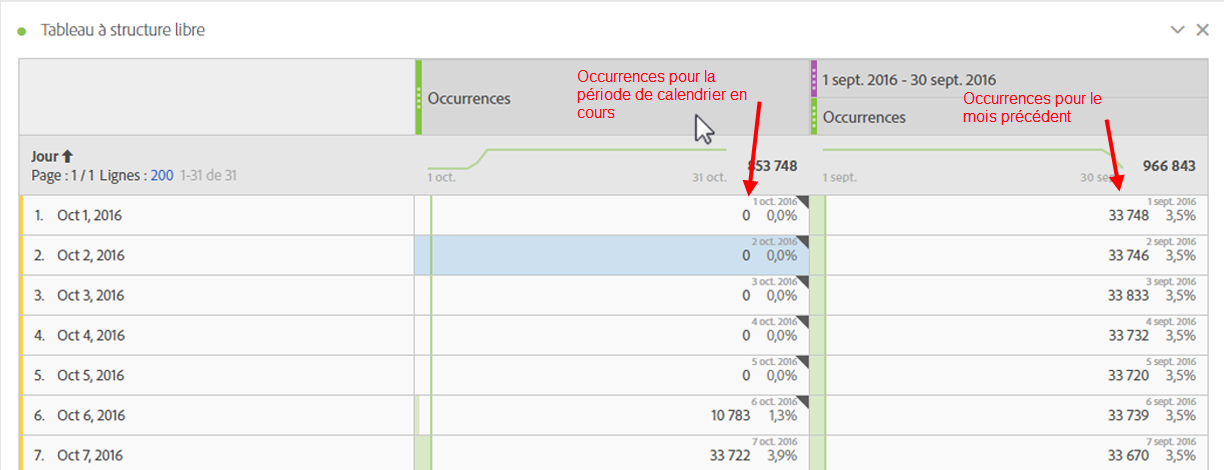 Tableau à structure libre
Occurrences
Occurrences pour la
période de calendrier en
cours
1 sept. 2016 - 30 sept. 2016
Occurrences
Occurrences pour le
mois précédent
Jour
Page : 1 / 1 Lignes : 200 1-31 de 31
1 oct.
31 oct.
853 748
1 sept.
30 sept.
966 843
1. Oct 1, 2016
1 oct. 2016
0 0,0%
1 sept. 2016
33 748 3,5%
2. Oct 2, 2016
2 oct. 2016
0 0,0%
2 sept. 2016
33 746 3,5%
3. Oct 3, 2016
3 oct. 2016
0 0,0%
3 sept. 2016
33 833 3,5%
4. Oct 4, 2016
4 oct. 2016
0 0,0%
4 sept. 2016
33 732 3,5%
5. Oct 5, 2016
5 oct. 2016
0 0,0%
5 sept. 2016
33 720 3,5%
6. Oct 6, 2016
6 oct. 2016
10 783 1,3%
6 sept. 2016
33 739 3,5%
7. Oct 7, 2016
7 oct. 2016
33 722 3,9%
7 sept. 2016
33 670 3,5%